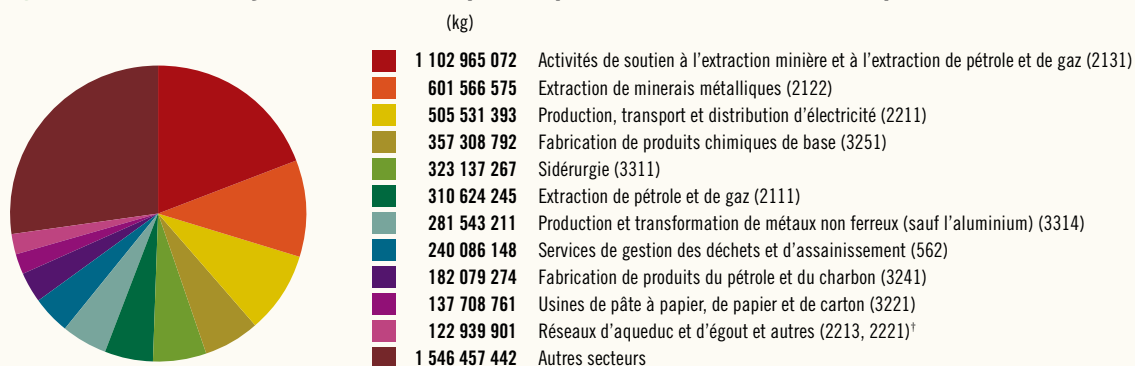 (kg)
1 102 965 072 Activités de soutien à l'extraction minière et à l'extraction de pétrole et de gaz (2131)
601 566 575 Extraction de minerais métalliques (2122)
505 531 393 Production, transport et distribution d'électricité (2211)
357 308 792 Fabrication de produits chimiques de base (3251)
323 137 267 Sidérurgie (3311)
310 624 245 Extraction de pétrole et de gaz (2111)
281 543 211 Production et transformation de métaux non ferreux (sauf l'aluminium) (3314)
240 086 148 Services de gestion des déchets et d'assainissement (562)
182 079 274 Fabrication de produits du pétrole et du charbon (3241)
137 708 761 Usines de pâte à papier, de papier et de carton (3221)
122 939 901 Réseaux d'aqueduc et d'égout et autres (2213, 2221)†
1 546 457 442 Autres secteurs